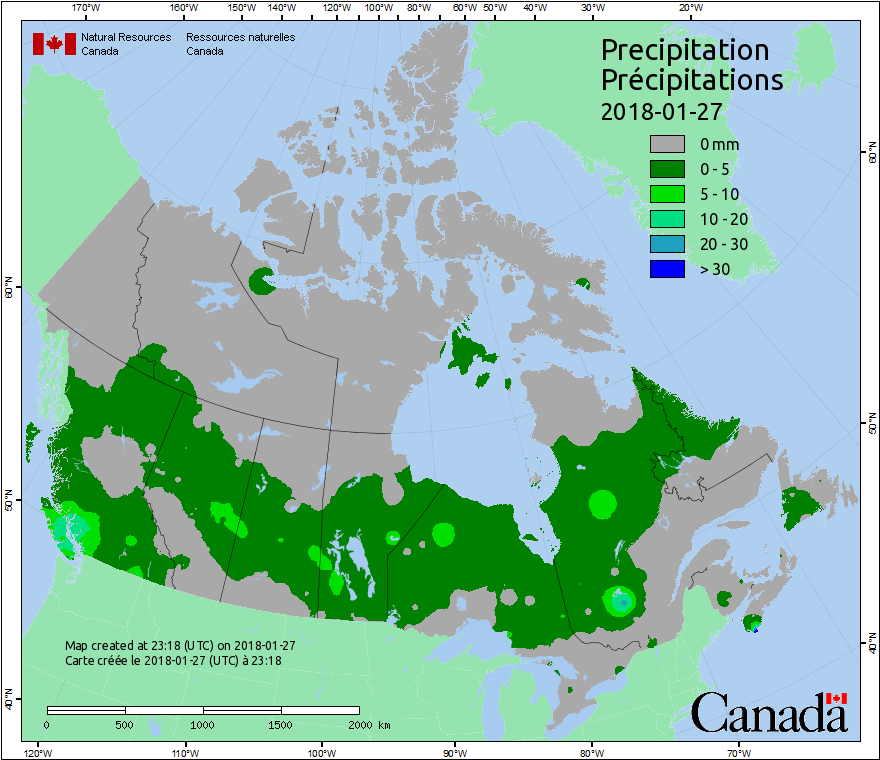 170°W 160°W 150°W 140°W 120°W 100°W 80°W 60°W 50°W 40°W 30°W 20°W
Natural Resources Canada
Ressources naturelles Canada
Precipitation
Précipitations
2018-01-27
0 mm
0 - 5
5 - 10
10 - 20
20 - 30
> 30
60°N
60°N
50°N
50°N
40°N
40°N
Map created at 23:18 (UTC) on 2018-01-27
Carte créée le 2018-01-27 (UTC) à 23:18
0 500 1000 1500 2000 km
Canada
120°W 110°W 100°W 90°W 80°W 70°W